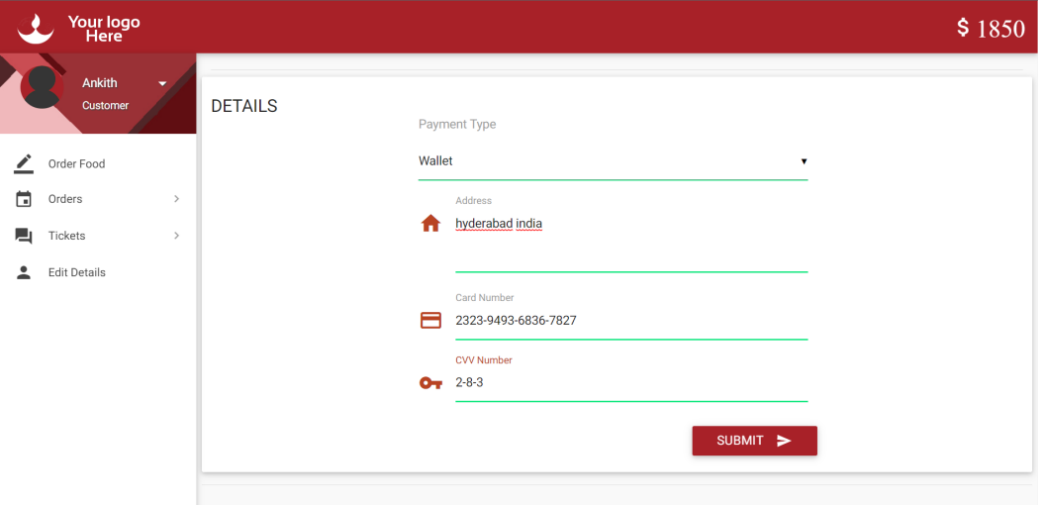 Your logo
Here
$ 1850
Ankith
Customer
Order Food
Orders
Tickets
Edit Details
DETAILS
Payment Type
Wallet
Address
hyderabad india
Card Number
2323-9493-6836-7827
CVV Number
2-8-3
SUBMIT